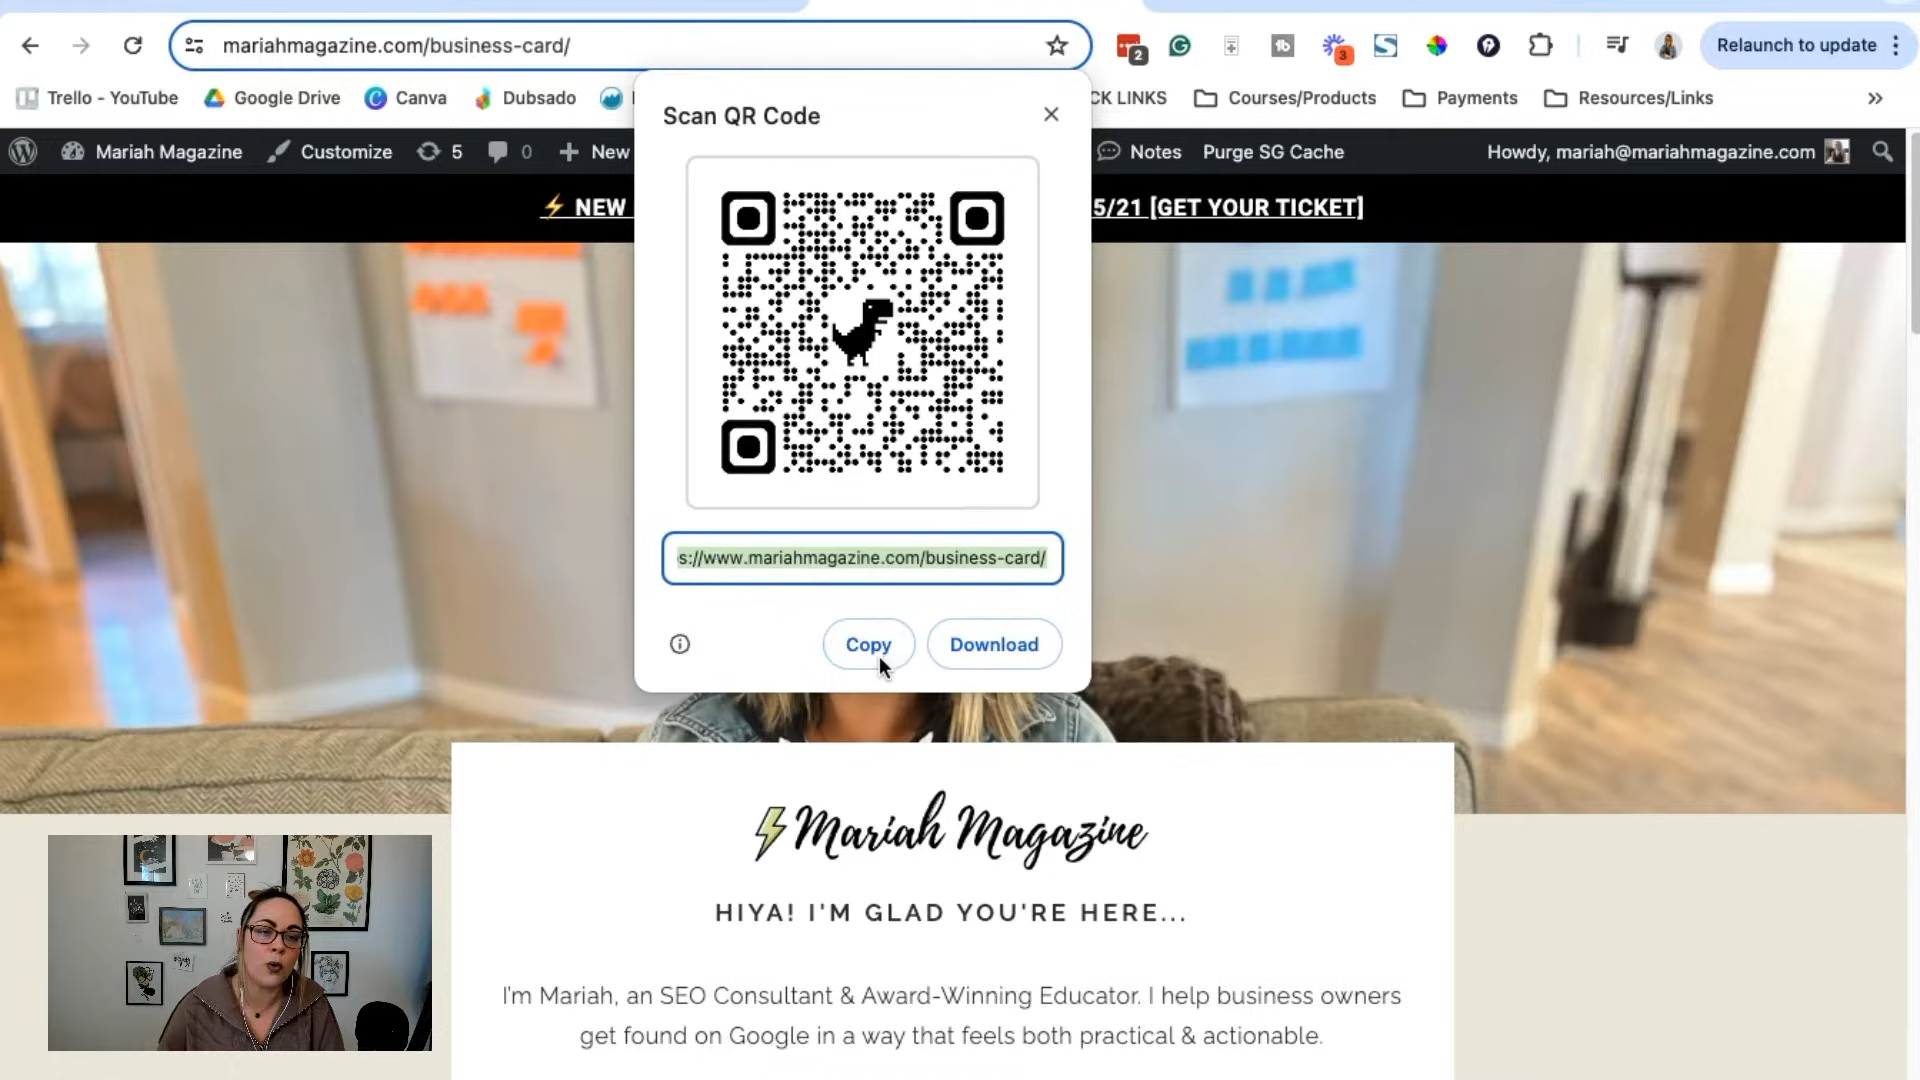 mariahmagazine.com/business-card/
2
3
Relaunch to update
Trello - YouTube
Google Drive
Canva
Dubsado
CK LINKS
Courses/Products
Payments
Resources/Links
Mariah Magazine
Customize
5
0
New
Notes
Purge SG Cache
Howdy, mariah@mariahmagazine.com
⚡ NEW
5/21 [GET YOUR TICKET]
Scan QR Code
s://www.mariahmagazine.com/business-card/
Copy
Download
Mariah Magazine
HIYA! I'M GLAD YOU'RE HERE...
I'm Mariah, an SEO Consultant & Award-Winning Educator. I help business owners
get found on Google in a way that feels both practical & actionable.